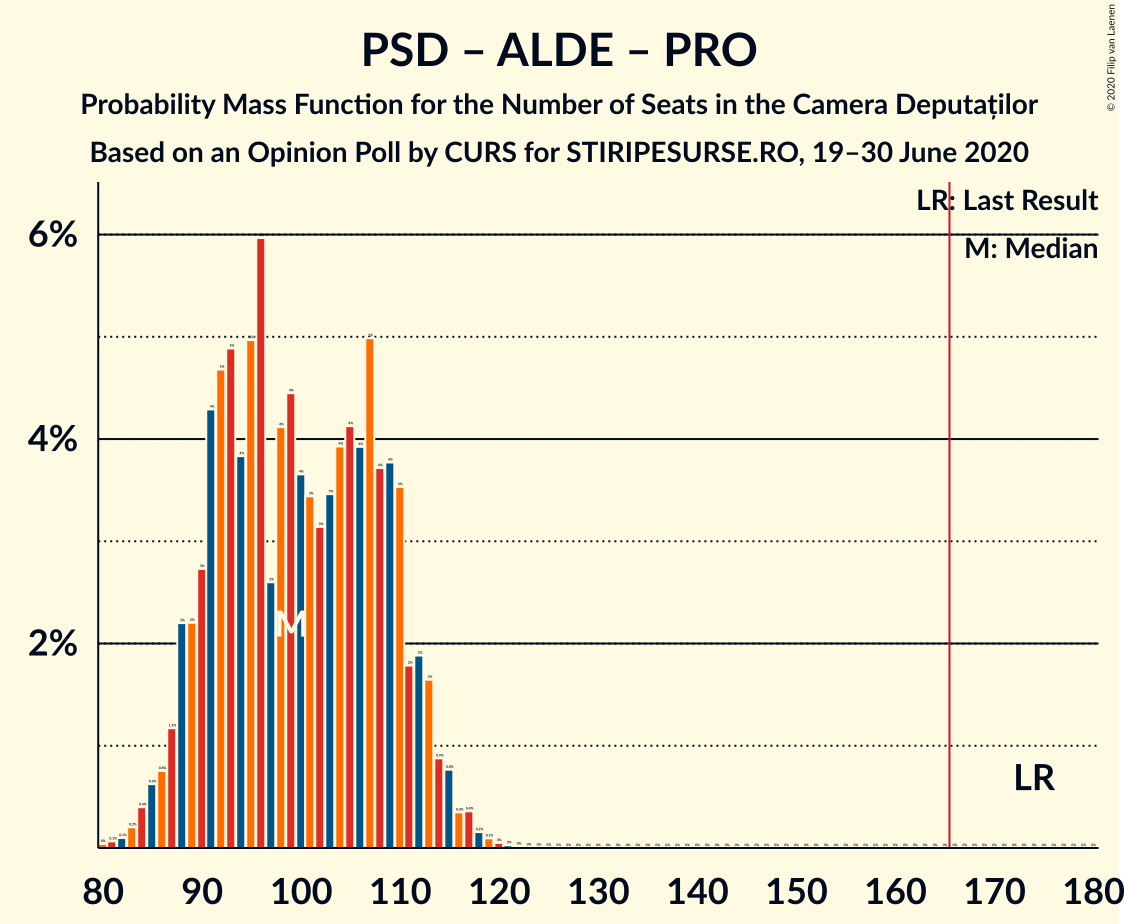 PSD – ALDE – PRO
Probability Mass Function for the Number of Seats in the Camera Deputaților
Based on an Opinion Poll by CURS for STIRIPESURSE.RO, 19–30 June 2020
© 2020 Filip van Laenen
LR: Last Result
M: Median
6%
4%
2%
M
LR
80 90 100 110 120 130 140 150 160 170 180